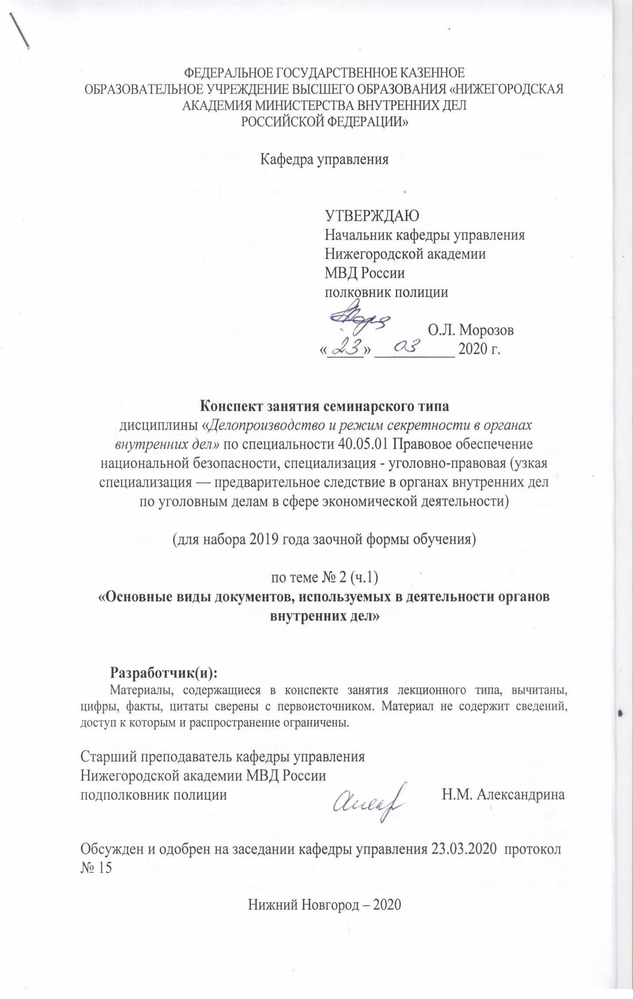 ФЕДЕРАЛЬНОЕ ГОСУДАРСТВЕННОЕ КАЗЕННОЕ
ОБРАЗОВАТЕЛЬНОЕ УЧРЕЖДЕНИЕ ВЫСШЕГО ОБРАЗОВАНИЯ «НИЖЕГОРОДСКАЯ
АКАДЕМИЯ МИНИСТЕРСТВА ВНУТРЕННИХ ДЕЛ
РОССИЙСКОЙ ФЕДЕРАЦИИ»
Кафедра управления
УТВЕРЖДАЮ
Начальник кафедры управления
Нижегородской академии
МВД России
полковник полиции
О.Л. Морозов
«23» 03 2020 г.
Конспект занятия семинарского типа
дисциплины «Делопроизводство и режим секретности в органах
внутренних дел» по специальности 40.05.01 Правовое обеспечение
национальной безопасности, специализация - уголовно-правовая (узкая
специализация — предварительное следствие в органах внутренних дел
по уголовным делам в сфере экономической деятельности)
(для набора 2019 года заочной формы обучения)
по теме № 2 (ч.1)
«Основные виды документов, используемых в деятельности органов
внутренних дел»
Разработчик(и):
Материалы, содержащиеся в конспекте занятия лекционного типа, вычитаны,
цифры, факты, цитаты сверены с первоисточником. Материал не содержит сведений,
доступ к которым и распространение ограничены.
Старший преподаватель кафедры управления
Нижегородской академии МВД России
подполковник полиции Н.М. Александрина
Обсужден и одобрен на заседании кафедры управления 23.03.2020 протокол
№ 15
Нижний Новгород – 2020